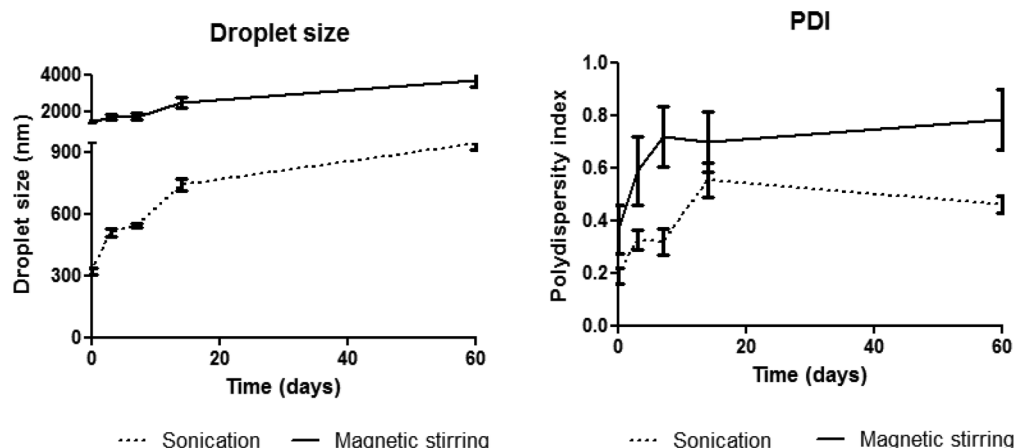 Droplet size
Droplet size (nm)
4000
2000
900
600
300
0
0 20 40 60
Time (days)
Sonication Magnetic stirring
PDI
Polydispersity index
1.0
0.8
0.6
0.4
0.2
0.0
0 20 40 60
Time (days)
Sonication Magnetic stirring